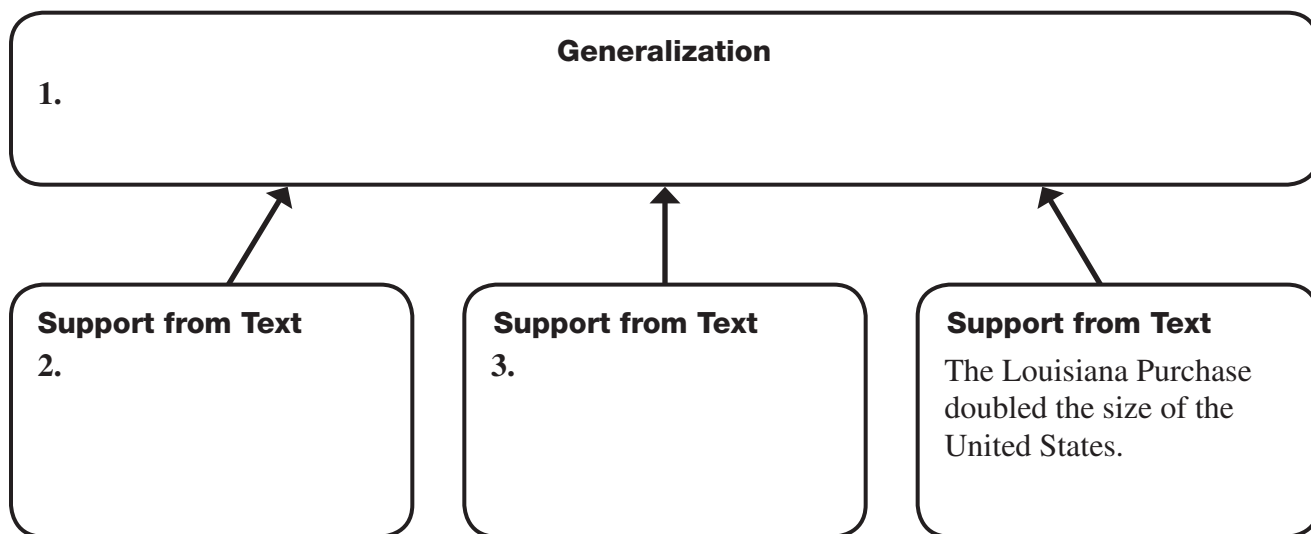 Generalization
1.
Support from Text
2.
Support from Text
3.
Support from Text
The Louisiana Purchase
doubled the size of the
United States.